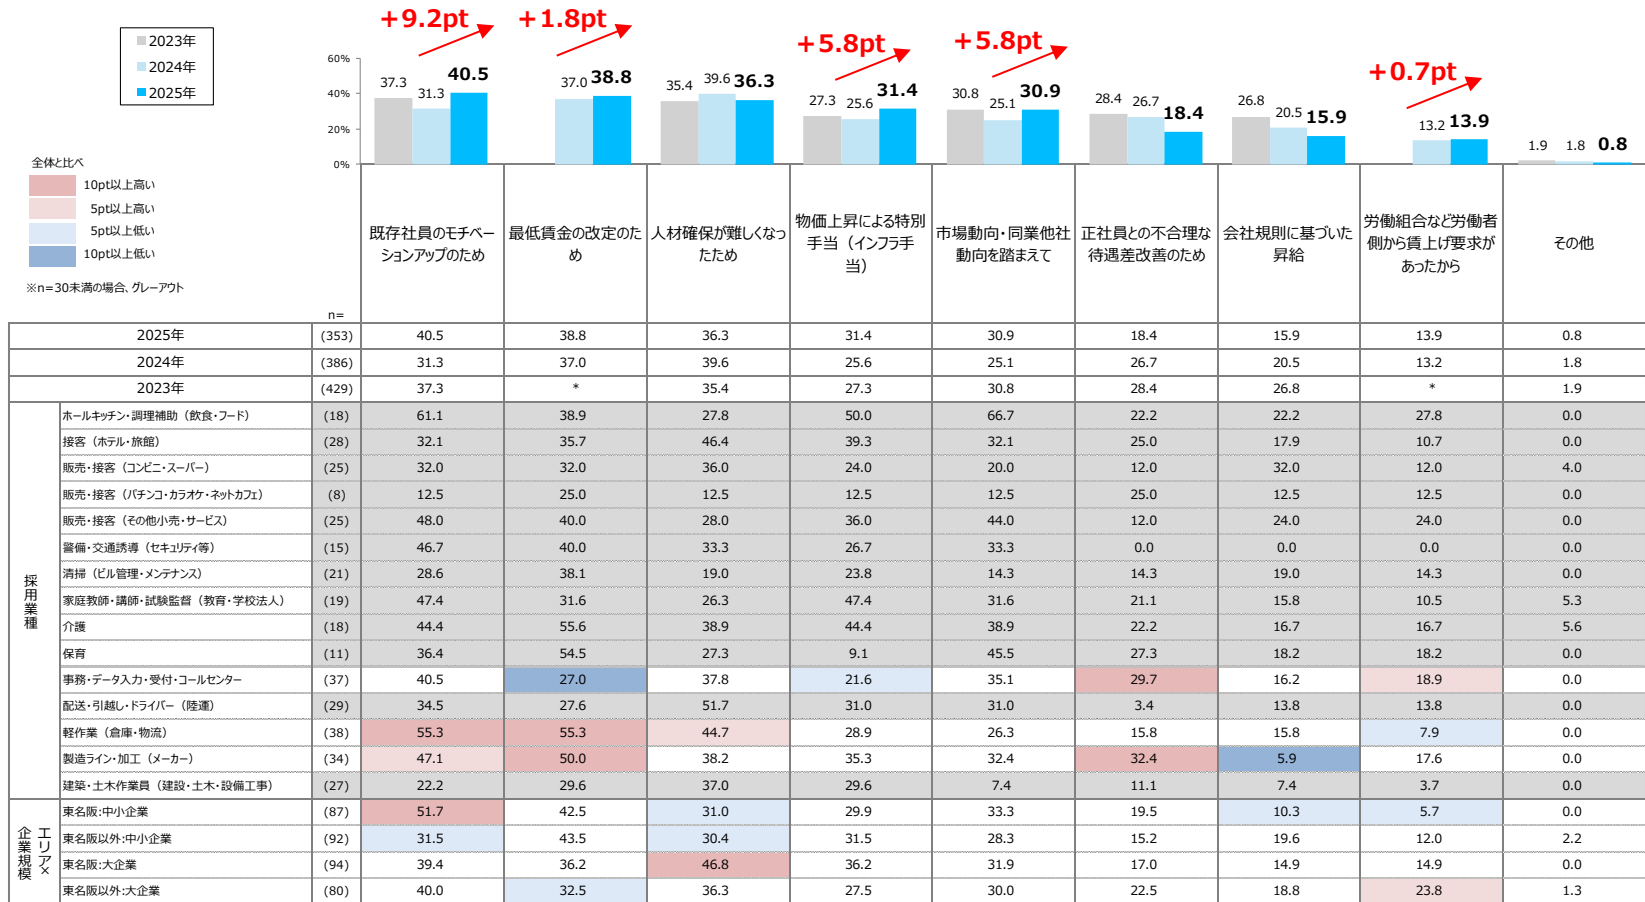 +9.2pt
+1.8pt
+5.8pt
+5.8pt
+0.7pt
2023年
2024年
2025年
60%
40%
20%
0%
37.3 31.3 40.5
37.0 38.8
35.4 39.6 36.3
27.3 25.6 31.4
30.8 25.1 30.9
28.4 26.7 18.4
26.8 20.5 15.9
13.2 13.9
1.9 1.8 0.8
全体と比べ
10pt以上高い
5pt以上高い
5pt以上低い
10pt以上低い
※n=30未満の場合、グレーアウト
既存社員のモチベー
ションアップのため
最低賃金の改定のた
め
人材確保が難しくなっ
たため
物価上昇による特別
手当（インフラ手
当）
市場動向・同業他社
動向を踏まえて
正社員との不合理な
待遇差改善のため
会社規則に基づいた
昇給
労働組合など労働者
側から賃上げ要求が
あったから
その他
n=
2025年 (353) 40.5 38.8 36.3 31.4 30.9 18.4 15.9 13.9 0.8
2024年 (386) 31.3 37.0 39.6 25.6 25.1 26.7 20.5 13.2 1.8
2023年 (429) 37.3 * 35.4 27.3 30.8 28.4 26.8 * 1.9
採用業種
ホールキッチン・調理補助（飲食・フード） (18) 61.1 38.9 27.8 50.0 66.7 22.2 22.2 27.8 0.0
接客（ホテル・旅館） (28) 32.1 35.7 46.4 39.3 32.1 25.0 17.9 10.7 0.0
販売・接客（コンビニ・スーパー） (25) 32.0 32.0 36.0 24.0 20.0 12.0 32.0 12.0 4.0
販売・接客（パチンコ・カラオケ・ネットカフェ） (8) 12.5 25.0 12.5 12.5 12.5 25.0 12.5 12.5 0.0
販売・接客（その他小売・サービス） (25) 48.0 40.0 28.0 36.0 44.0 12.0 24.0 24.0 0.0
警備・交通誘導（セキュリティ等） (15) 46.7 40.0 33.3 26.7 33.3 0.0 0.0 0.0 0.0
清掃（ビル管理・メンテナンス） (21) 28.6 38.1 19.0 23.8 14.3 14.3 19.0 14.3 0.0
家庭教師・講師・試験監督（教育・学校法人） (19) 47.4 31.6 26.3 47.4 31.6 21.1 15.8 10.5 5.3
介護 (18) 44.4 55.6 38.9 44.4 38.9 22.2 16.7 16.7 5.6
保育 (11) 36.4 54.5 27.3 9.1 45.5 27.3 18.2 18.2 0.0
事務・データ入力・受付・コールセンター (37) 40.5 27.0 37.8 21.6 35.1 29.7 16.2 18.9 0.0
配送・引越し・ドライバー（陸運） (29) 34.5 27.6 51.7 31.0 31.0 3.4 13.8 13.8 0.0
軽作業（倉庫・物流） (38) 55.3 55.3 44.7 28.9 26.3 15.8 15.8 7.9 0.0
製造ライン・加工（メーカー） (34) 47.1 50.0 38.2 35.3 32.4 32.4 5.9 17.6 0.0
建築・土木作業員（建設・土木・設備工事） (27) 22.2 29.6 37.0 29.6 7.4 11.1 7.4 3.7 0.0
エリア×
企業規模
東名阪:中小企業 (87) 51.7 42.5 31.0 29.9 33.3 19.5 10.3 5.7 0.0
東名阪以外:中小企業 (92) 31.5 43.5 30.4 31.5 28.3 15.2 19.6 12.0 2.2
東名阪:大企業 (94) 39.4 36.2 46.8 36.2 31.9 17.0 14.9 14.9 0.0
東名阪以外:大企業 (80) 40.0 32.5 36.3 27.5 30.0 22.5 18.8 23.8 1.3